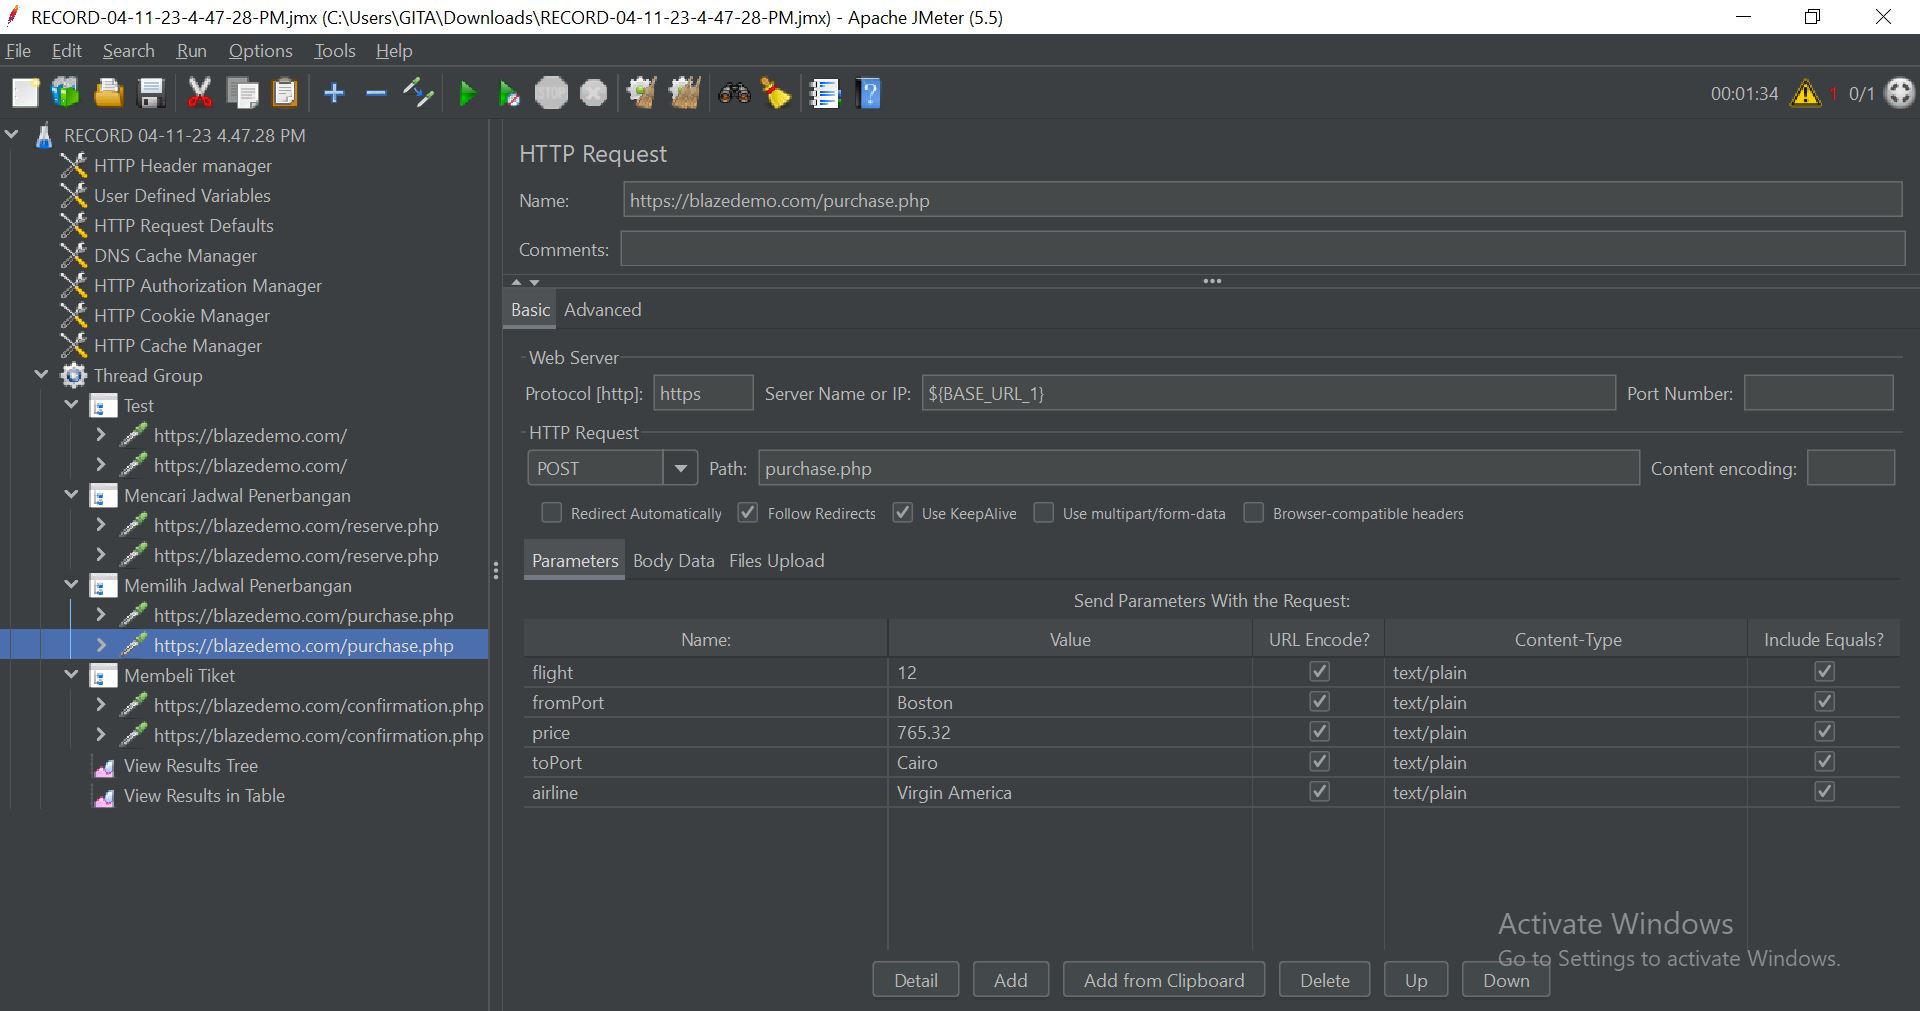 RECORD-04-11-23-4-47-28-PM.jmx (C:\Users\GITA\Downloads\RECORD-04-11-23-4-47-28-PM.jmx) - Apache JMeter (5.5)
File Edit Search Run Options Tools Help
STOP
00:01:34 1 0/1
RECORD 04-11-23 4.47.28 PM
HTTP Header manager
User Defined Variables
HTTP Request Defaults
DNS Cache Manager
HTTP Authorization Manager
HTTP Cookie Manager
HTTP Cache Manager
Thread Group
Test
https://blazedemo.com/
https://blazedemo.com/
Mencari Jadwal Penerbangan
https://blazedemo.com/reserve.php
https://blazedemo.com/reserve.php
Memilih Jadwal Penerbangan
https://blazedemo.com/purchase.php
https://blazedemo.com/purchase.php
Membeli Tiket
https://blazedemo.com/confirmation.php
https://blazedemo.com/confirmation.php
View Results Tree
View Results in Table
HTTP Request
Name: https://blazedemo.com/purchase.php
Comments:
Basic Advanced
Web Server
Protocol [http]: https Server Name or IP: ${BASE_URL_1} Port Number:
HTTP Request
POST Path: purchase.php Content encoding:
Redirect Automatically Follow Redirects Use KeepAlive Use multipart/form-data Browser-compatible headers
Parameters Body Data Files Upload
Send Parameters With the Request:
Name: Value URL Encode? Content-Type Include Equals?
flight 12 text/plain
fromPort Boston text/plain
price 765.32 text/plain
toPort Cairo text/plain
airline Virgin America text/plain
Detail Add Add from Clipboard Delete Up Down
Activate Windows
Go to Settings to activate Windows.